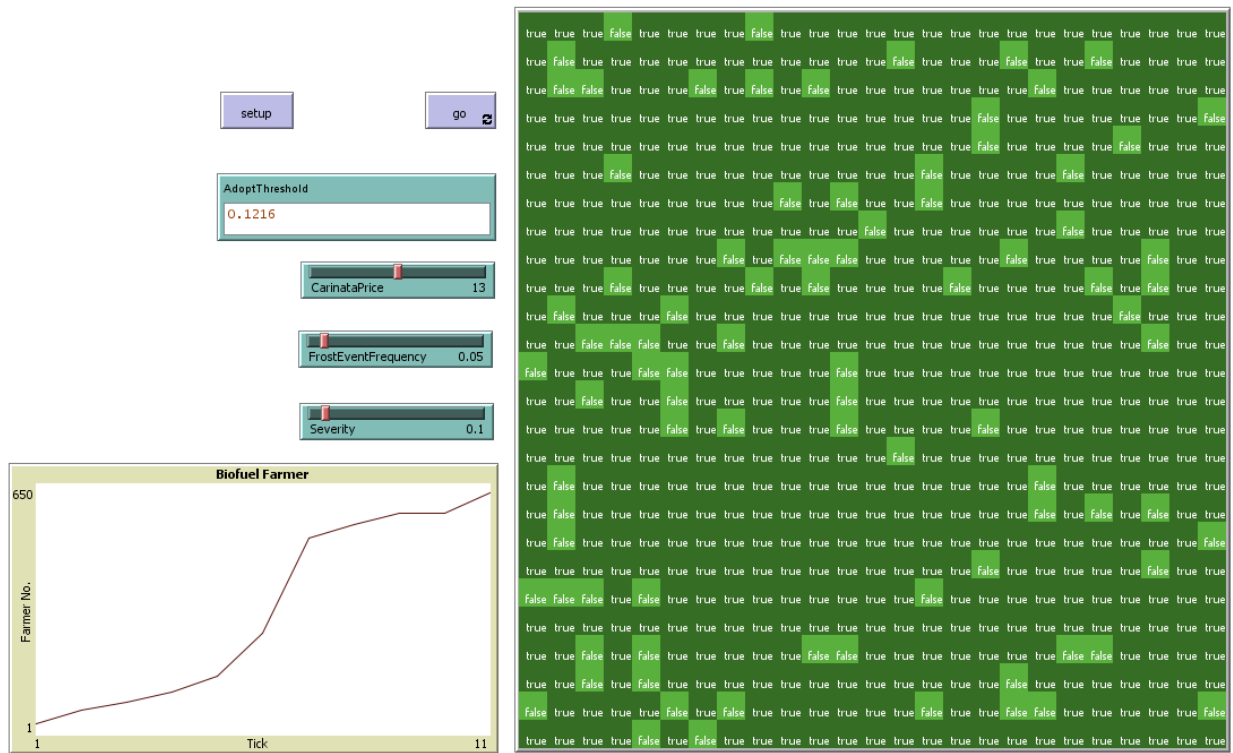 setup
go
AdoptThreshold
0.1216
CarinataPrice 13
FrostEventFrequency 0.05
Severity 0.1
Biofuel Farmer
650
Farmer No.
1
1 Tick 11
true true true false true true true true false true true true true true true true true true true true true true true true true
true false true true true true true true true true true true true false true true true false true true false true true true true
true false false true true true false true false true false true true true true true true true false true true true true true true
true true true true true true true true true true true true true true true true false true true true true true true true false
true true true true true true true true true true true true true true true true false true true true true false true true true
true true true false true true true true true true true true true true false true true true true false true true true true true
true true true true true true true true true false true false true true false true true true true true true true true true true
true true true true true true true true true true true true false true true true true true true false true true true true true
true true true true true true true false true false false false true true true true true false true true true true false true true
true true true false true true true true false true false true true true true false true true true true false true false true true
true false true true true false true true true true true true true true true true true true true true true false true true true
true true false false false true true false true true true true true true true true true true true true true true false true true
false true true true false false true true true true true false true true true true true true true true true true true true true
true true false true true false true true true true true false true true true true true true true true true true true true true
true true true true true false true false true true true false true true true true false true true true true true true true true
true true true true true true true true true true true true true false true true true true true true true true true true true
true false true true true true true true true true true true true true true true true true false true true true true true true
true false true true true true true true true true true true true true true true true true false true false true false true true
true false true true true true true true true true true true true true true true true true true true true true true true false
true true true true true true true true true true true true true true true true false true true true true true false true true
false false false true false true true true true true true true true true false true true true true true true true true true true
true true true true true true true true true true true true true true true true true true true true true true true true true
true true false true false true true true true true false false true true true true true true true false false true true true true
true true false true false true true true true true true true true true true true true false true true true true true true true
false true true true true false true false true true true true true true false true true false false true true true true true false
true true true true false true false true true true true true true true true true true true true true true true true true true